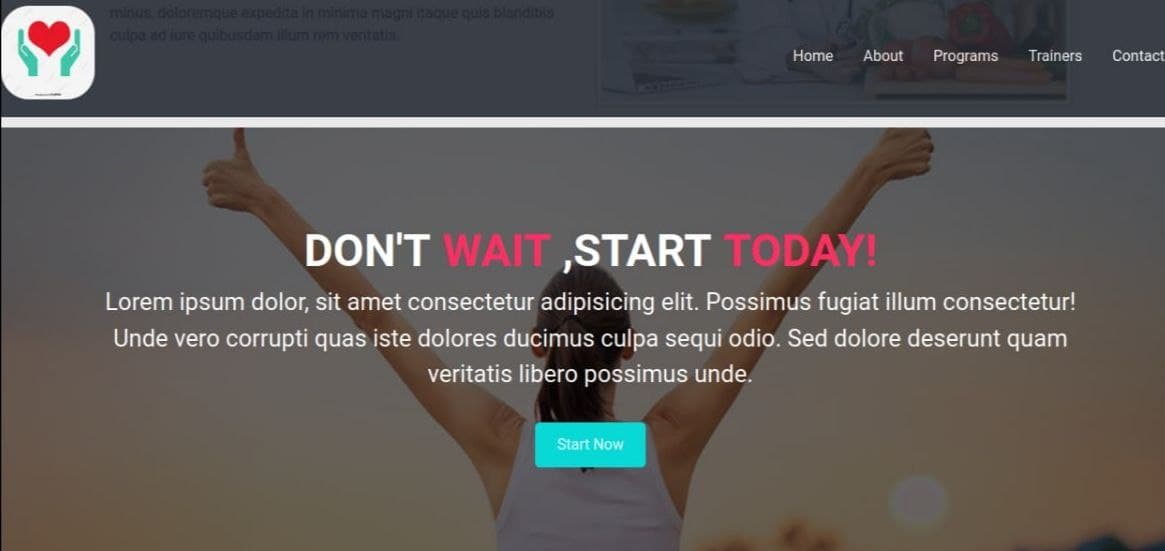 minus, doloremque expedita in minima magni itaque quis blanditiis
culpa ad iure quibusdam illum rem veritatis.
Home About Programs Trainers Contact
DON'T WAIT ,START TODAY!
Lorem ipsum dolor, sit amet consectetur adipisicing elit. Possimus fugiat illum consectetur!
Unde vero corrupti quas iste dolores ducimus culpa sequi odio. Sed dolore deserunt quam
veritatis libero possimus unde.
Start Now